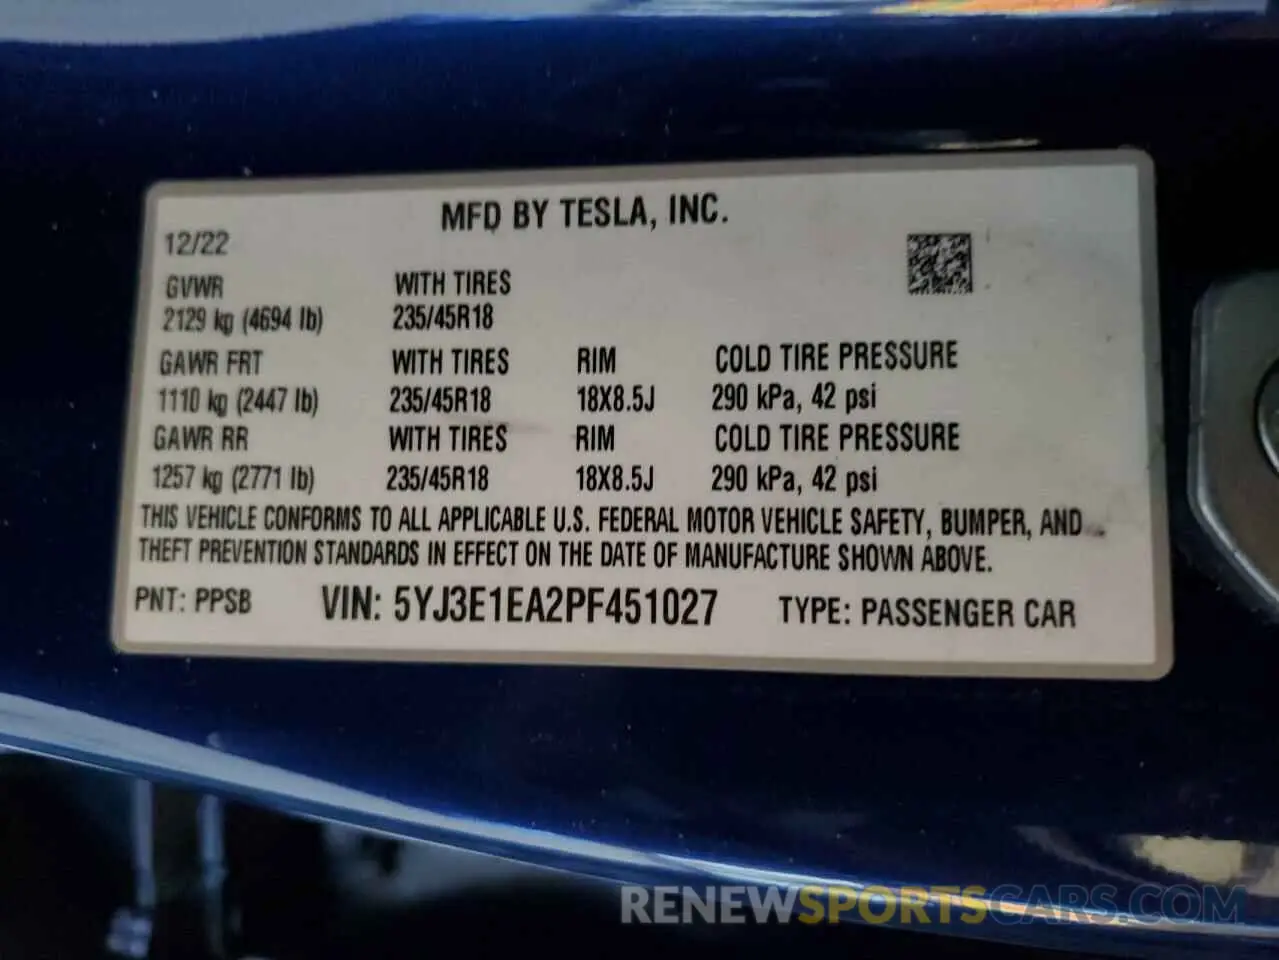 MFD BY TESLA, INC.
12/22
GVWR WITH TIRES
2129 kg (4694 lb) 235/45R18
GAWR FRT WITH TIRES RIM COLD TIRE PRESSURE
1110 kg (2447 lb) 235/45R18 18X8.5J 290 kPa, 42 psi
GAWR RR WITH TIRES RIM COLD TIRE PRESSURE
1257 kg (2771 lb) 235/45R18 18X8.5J 290 kPa, 42 psi
THIS VEHICLE CONFORMS TO ALL APPLICABLE U.S. FEDERAL MOTOR VEHICLE SAFETY, BUMPER, AND
THEFT PREVENTION STANDARDS IN EFFECT ON THE DATE OF MANUFACTURE SHOWN ABOVE.
PNT: PPSB VIN: 5YJ3E1EA2PF451027 TYPE: PASSENGER CAR
RENEWSPORTSCARS.COM